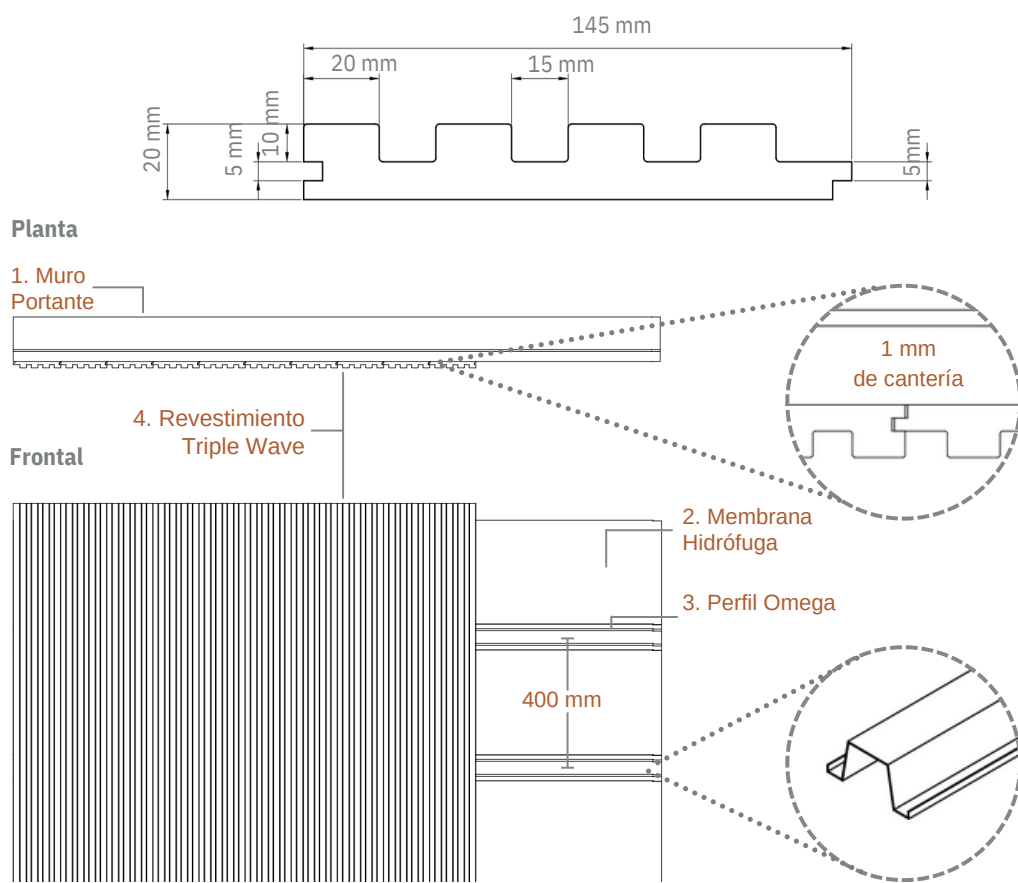 145 mm
20 mm
15 mm
20 mm
5 mm
10 mm
5mm
Planta
1. Muro
Portante
1 mm
de cantería
4. Revestimiento
Triple Wave
Frontal
2. Membrana
Hidrófuga
3. Perfil Omega
400 mm